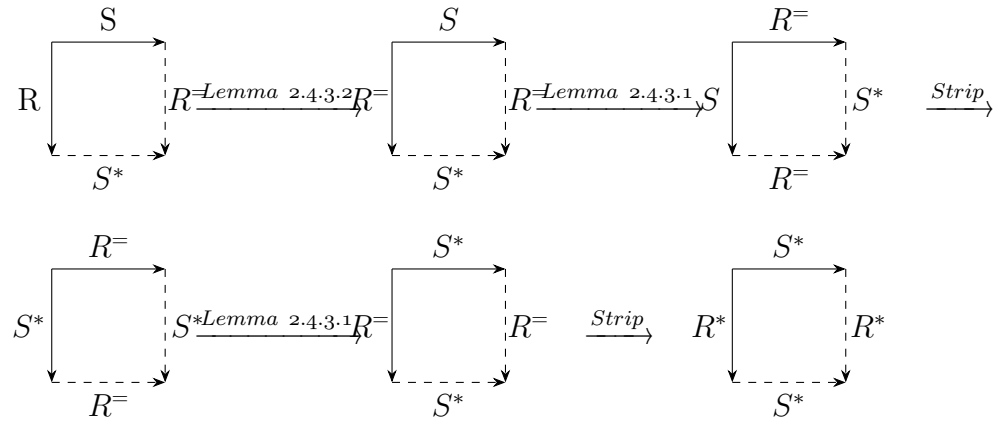 S S R⁼
R R⁼ Lemma 2.4.3.2 R⁼ R⁼ Lemma 2.4.3.1 S S* Strip
S* S* R⁼
R⁼ S* S*
S* S* Lemma 2.4.3.1 R⁼ R⁼ Strip R* R*
R⁼ S* S*